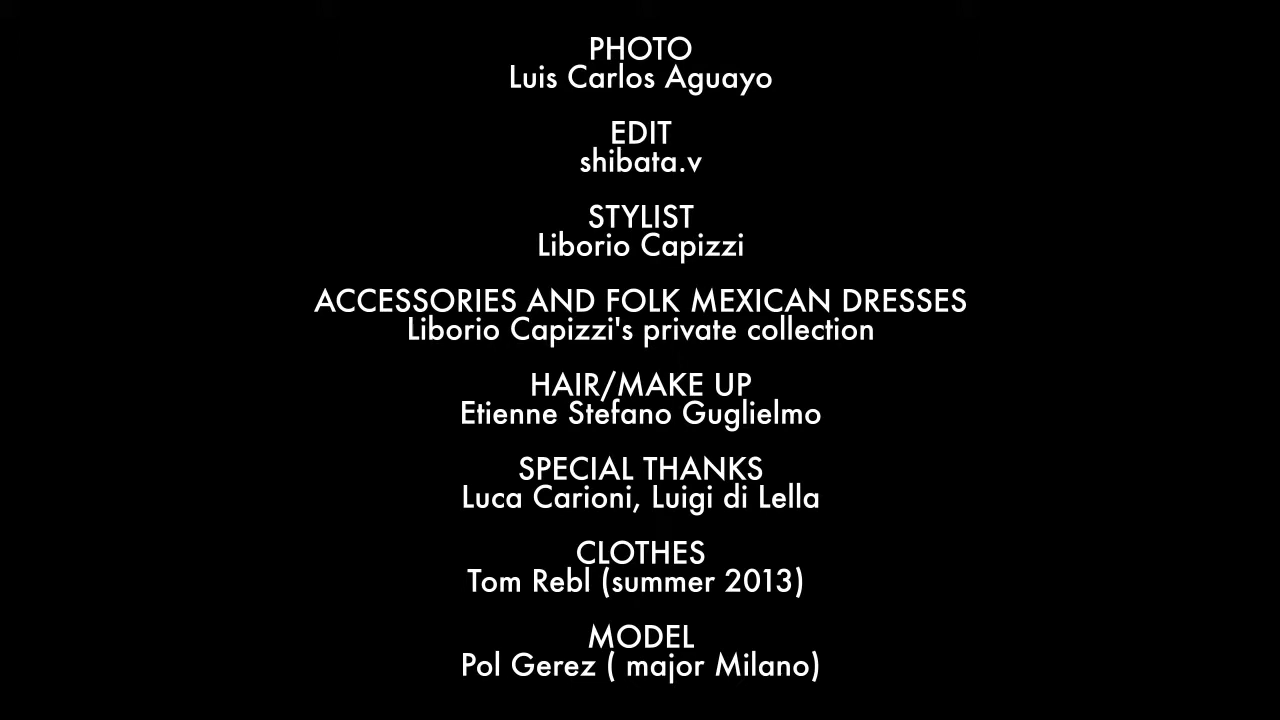 PHOTO
Luis Carlos Aguayo
EDIT
shibata.v
STYLIST
Liborio Capizzi
ACCESSORIES AND FOLK MEXICAN DRESSES
Liborio Capizzi's private collection
HAIR/MAKE UP
Etienne Stefano Guglielmo
SPECIAL THANKS
Luca Carioni, Luigi di Lella
CLOTHES
Tom Rebl (summer 2013)
MODEL
Pol Gerez ( major Milano)